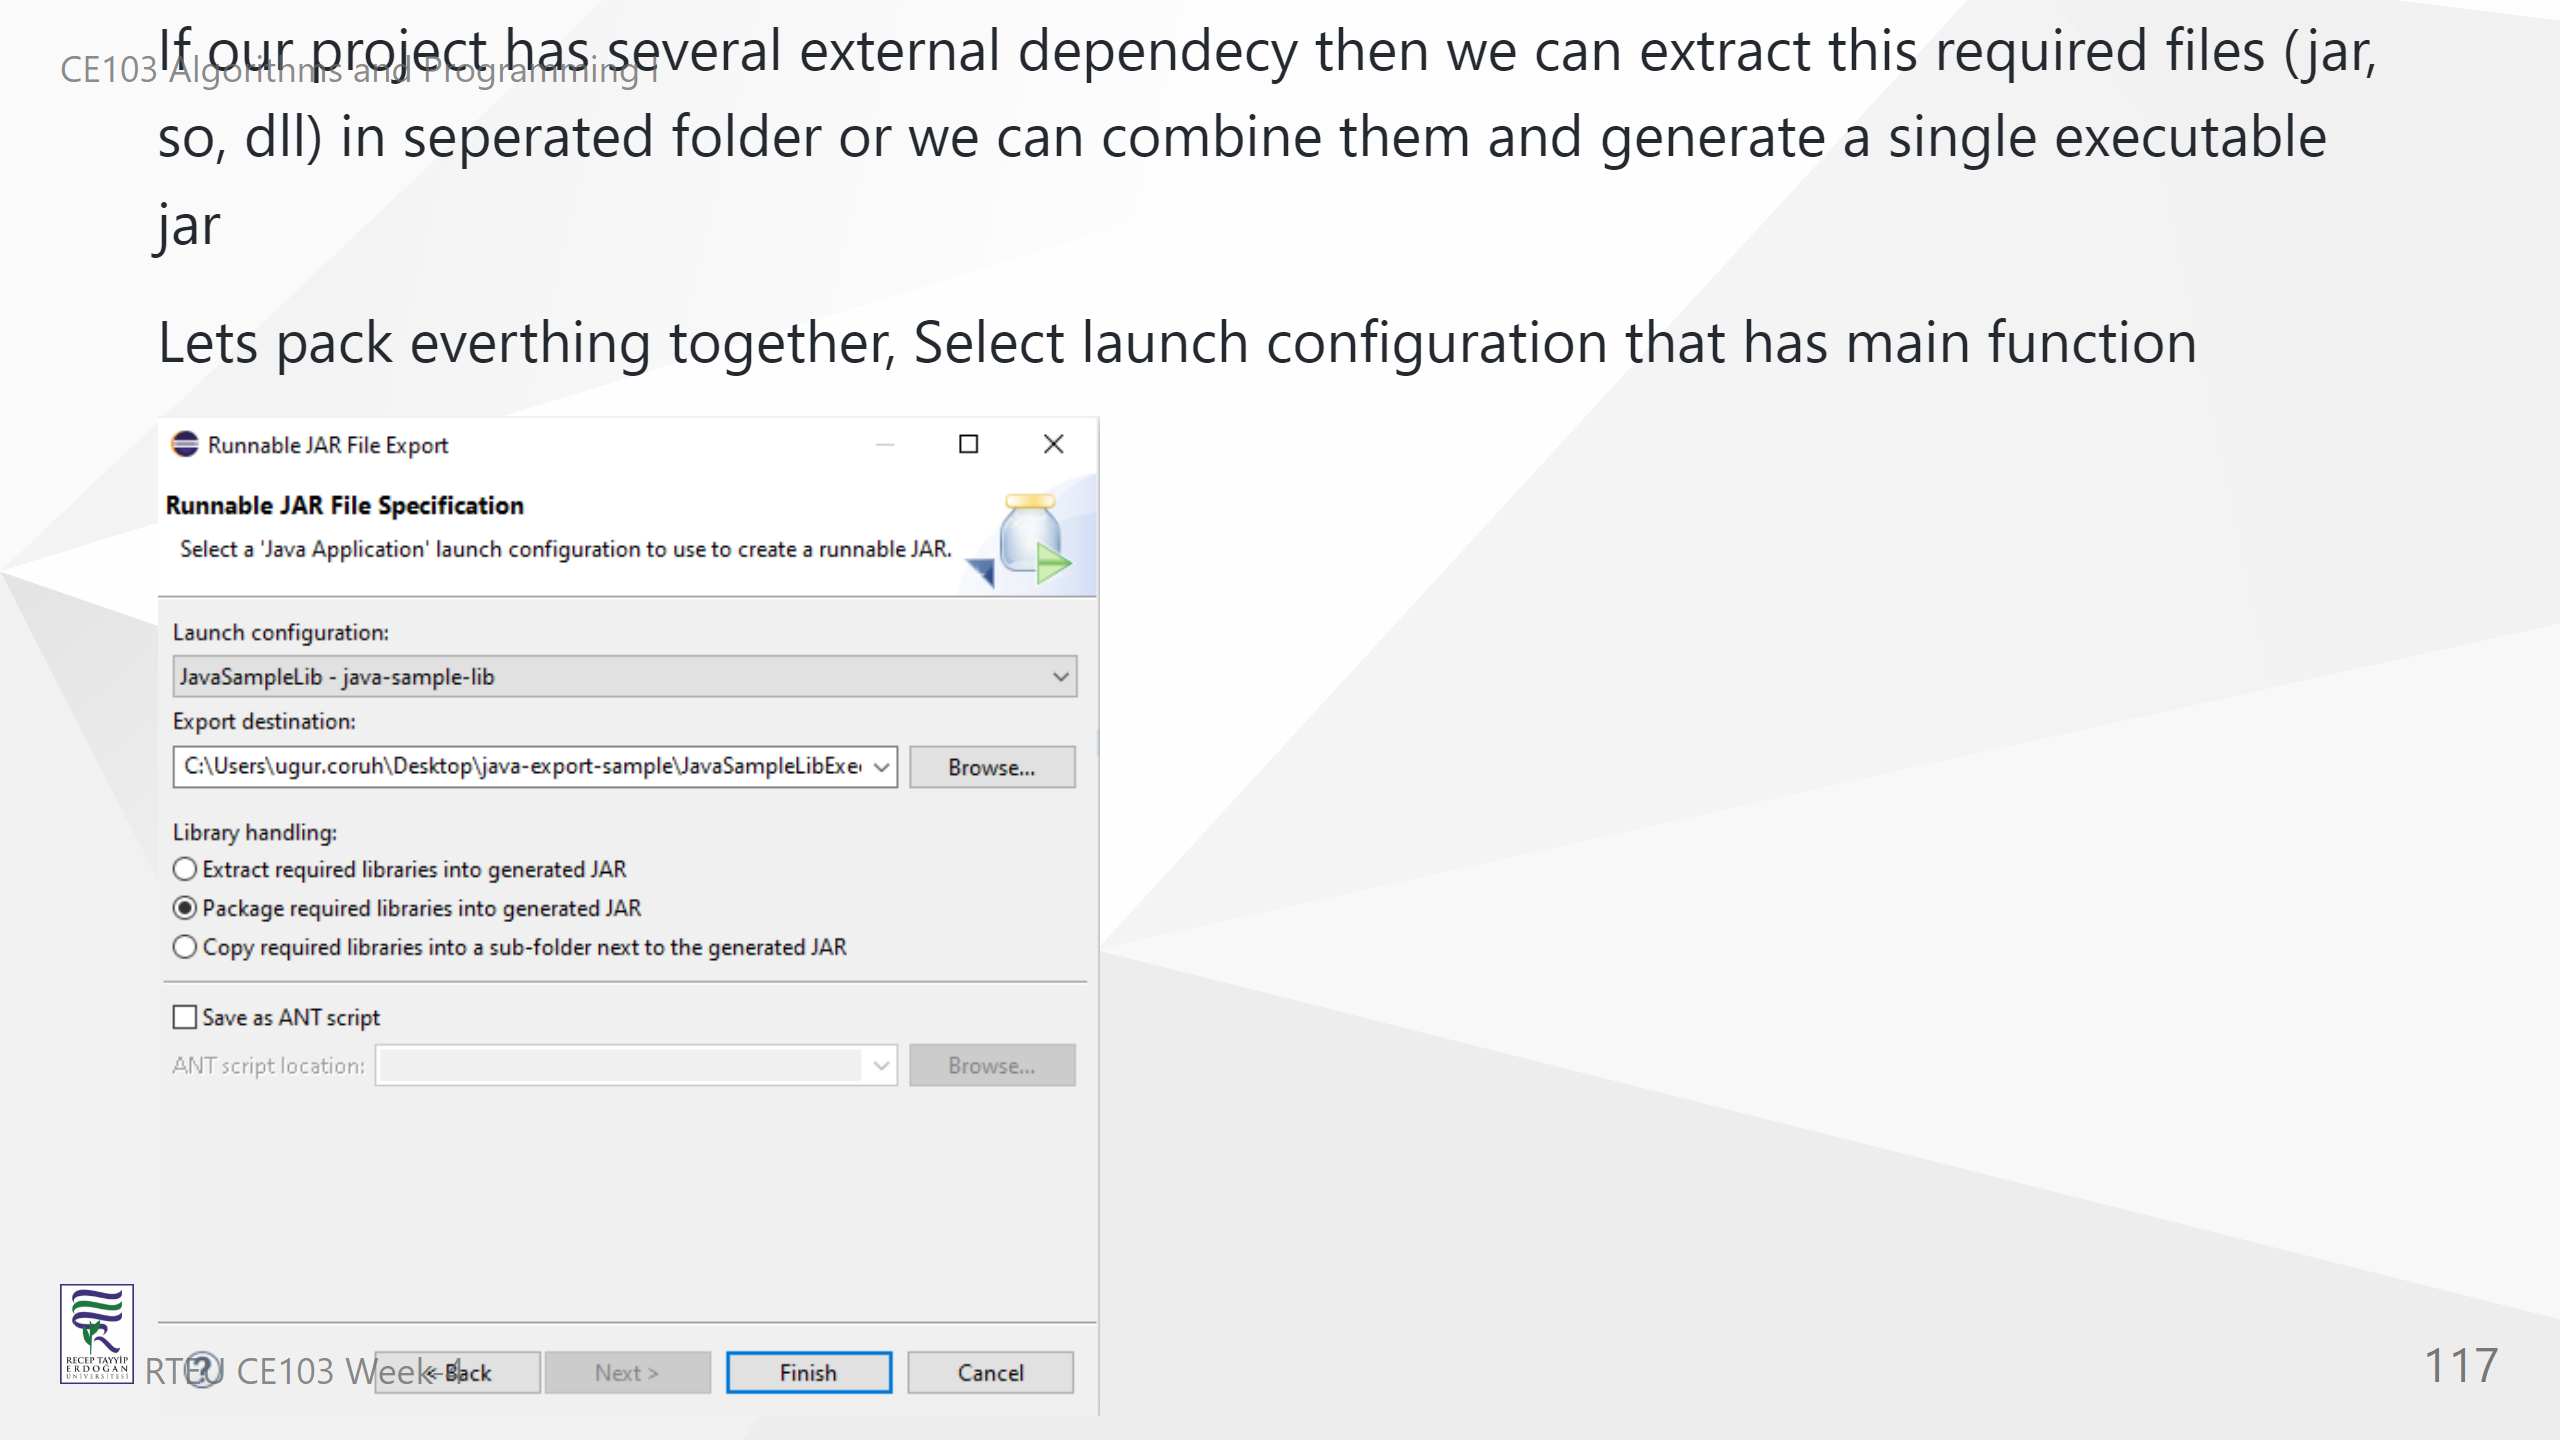 CE103 Algorithms and Programming I
If our project has several external dependecy then we can extract this required files (jar,
so, dll) in seperated folder or we can combine them and generate a single executable
jar
Lets pack everthing together, Select launch configuration that has main function
Runnable JAR File Export
Runnable JAR File Specification
Select a 'Java Application' launch configuration to use to create a runnable JAR.
Launch configuration:
JavaSampleLib - java-sample-lib
Export destination:
C:\Users\ugur.coruh\Desktop\java-export-sample\JavaSampleLibExe
Browse...
Library handling:
Extract required libraries into generated JAR
Package required libraries into generated JAR
Copy required libraries into a sub-folder next to the generated JAR
Save as ANT script
ANT script location:
Browse...
< Back
Next >
Finish
Cancel
RECEP TAYYİP
ERDOĞAN
ÜNİVERSİTESİ
RTEU CE103 Week-4
117